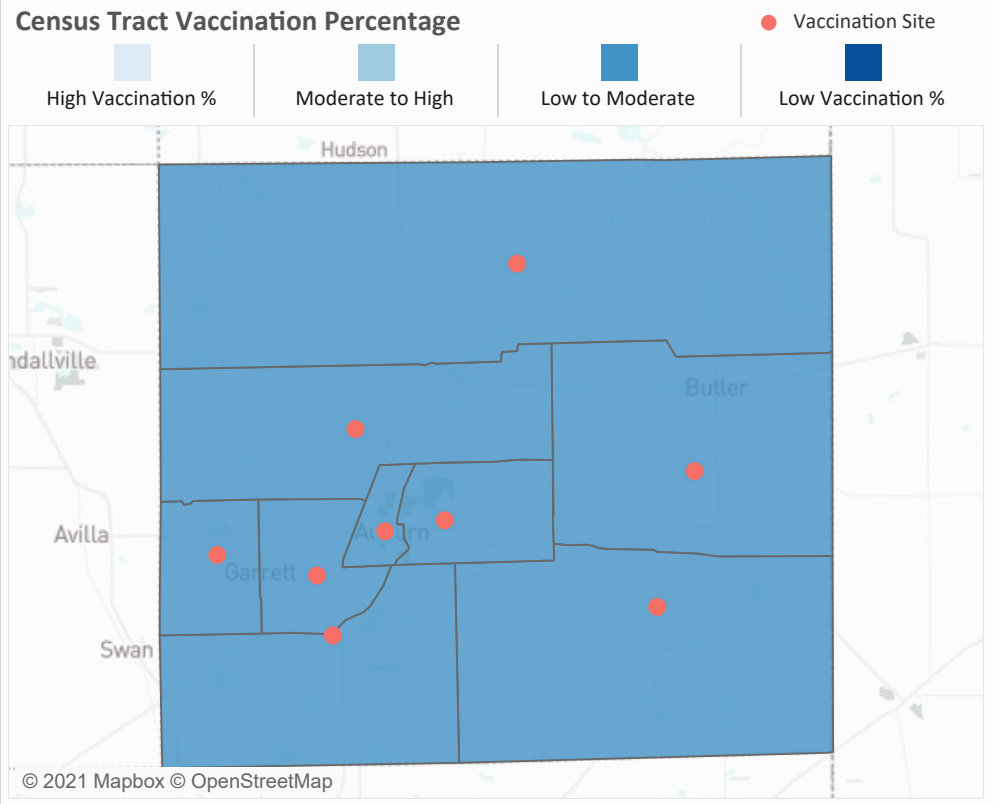 Census Tract Vaccination Percentage
Vaccination Site
High Vaccination %
Moderate to High
Low to Moderate
Low Vaccination %
Hudson
ndallville
Butler
Avilla
Garrett
Swan
© 2021 Mapbox © OpenStreetMap